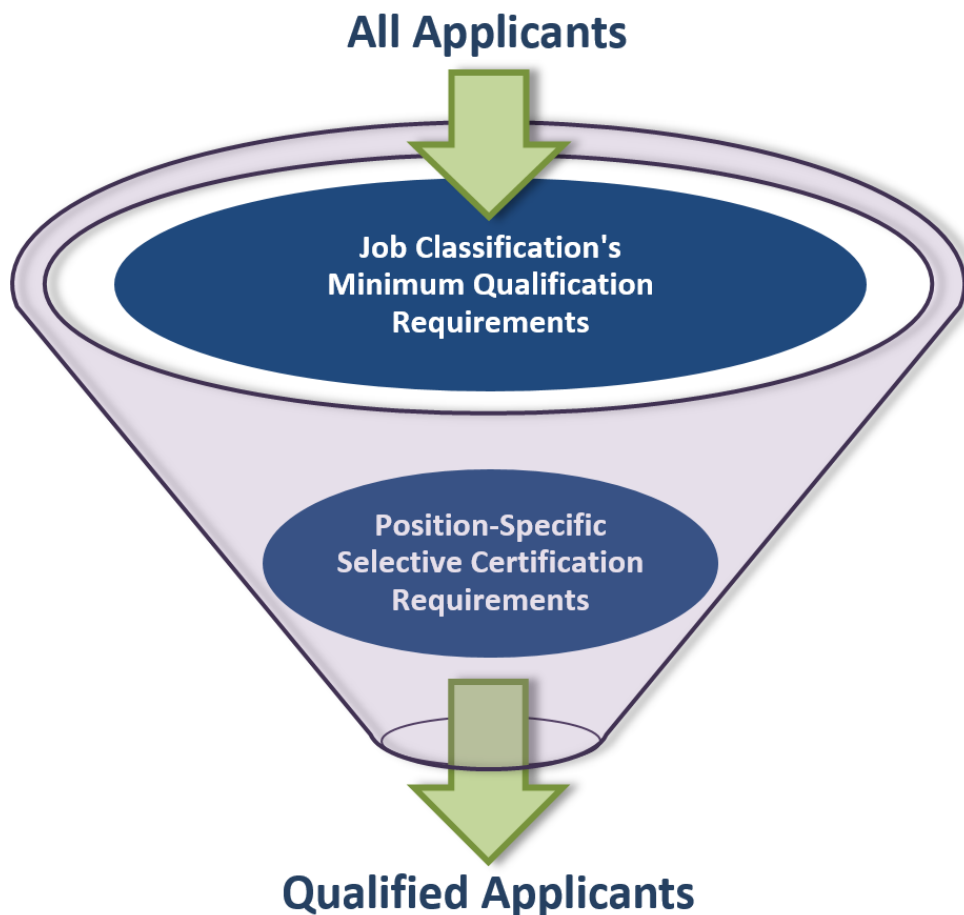 All Applicants
Job Classification's
Minimum Qualification
Requirements
Position-Specific
Selective Certification
Requirements
Qualified Applicants